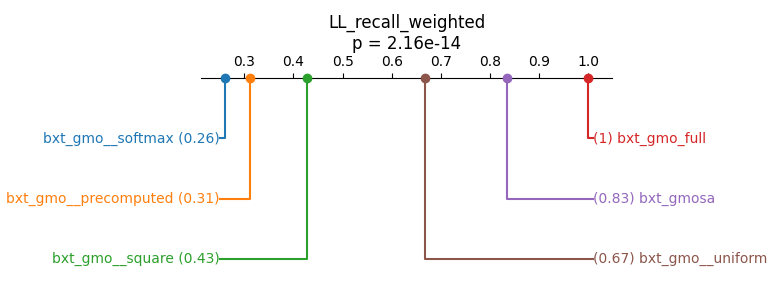 LL_recall_weighted
p = 2.16e-14
0.3 0.4 0.5 0.6 0.7 0.8 0.9 1.0
bxt_gmo__softmax (0.26) (1) bxt_gmo_full
bxt_gmo__precomputed (0.31) (0.83) bxt_gmosa
bxt_gmo__square (0.43) (0.67) bxt_gmo__uniform